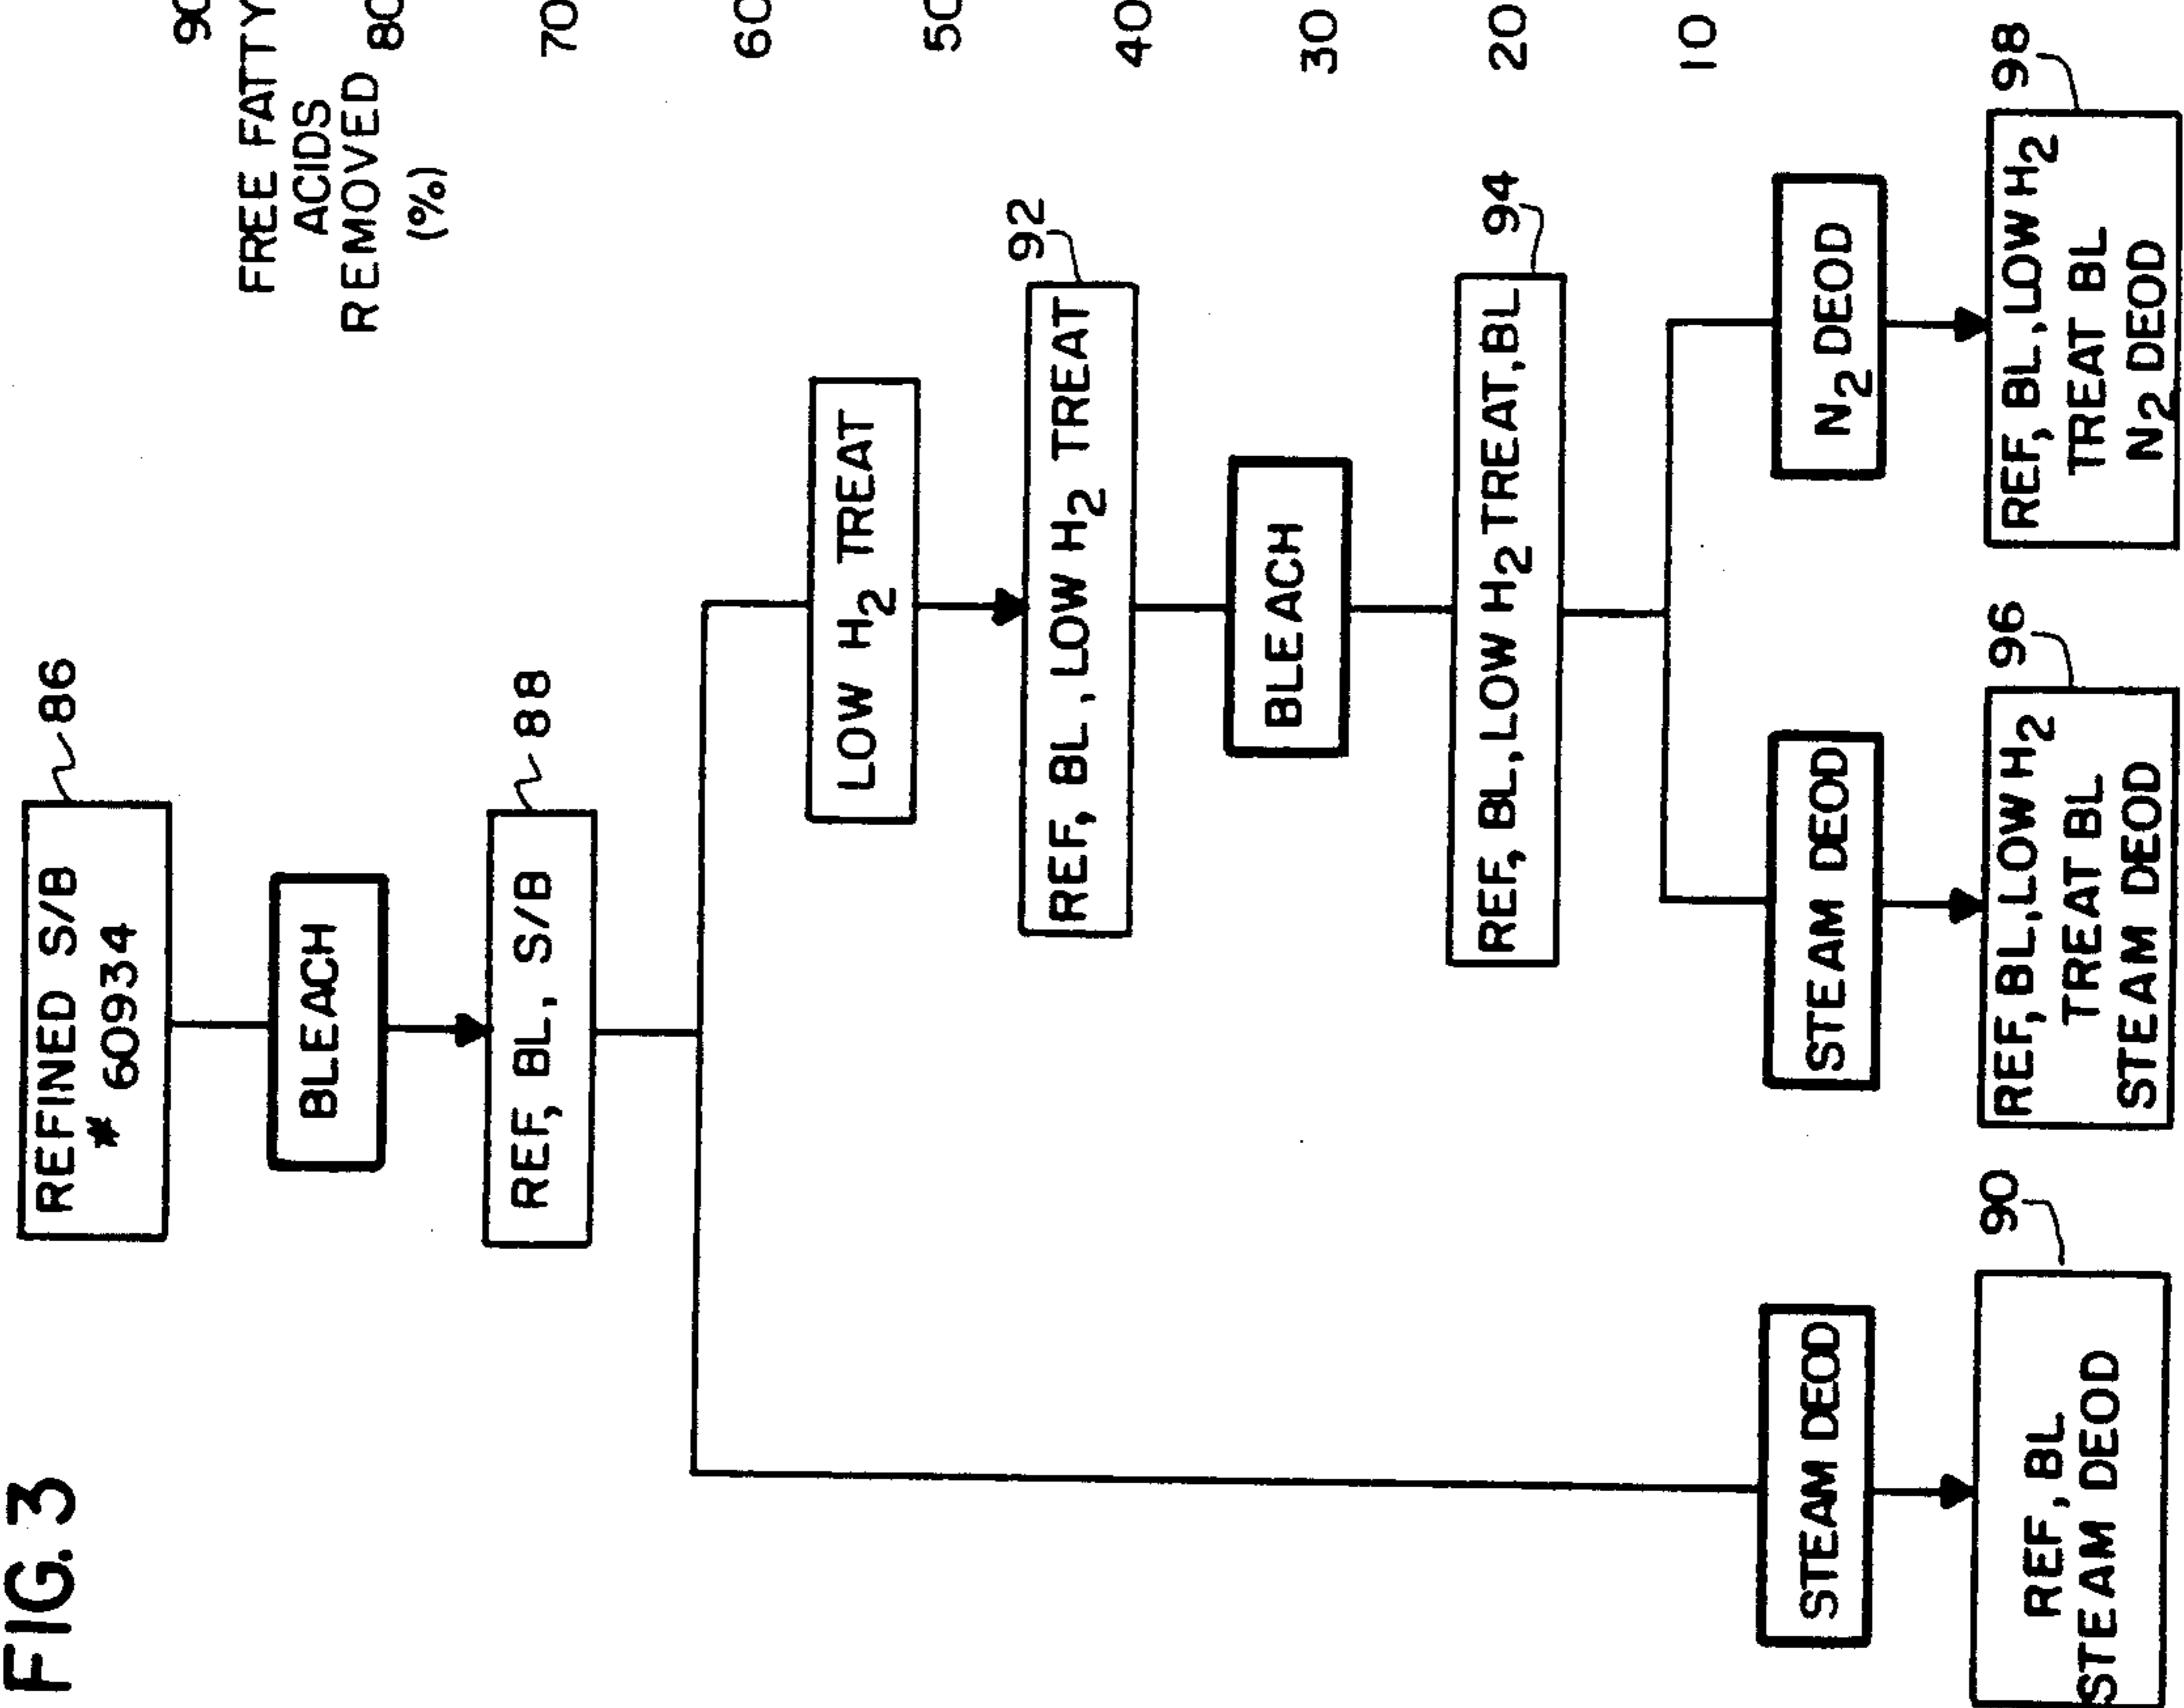 FIG. 3
REFINED S/B
# 60934
86
BLEACH
REF, BL, S/B
88
LOW H2 TREAT
REF, BL, LOW H2 TREAT
92
BLEACH
REF, BL, LOW H2 TREAT, BL
94
STEAM DEOD
STEAM DEOD
N2 DEOD
REF, BL
STEAM DEOD
90
REF, BL, LOW H2
TREAT BL
STEAM DEOD
96
REF, BL, LOW H2
TREAT BL
N2 DEOD
98
90
FREE FATTY
ACIDS
REMOVED
(%)
80
70
60
50
40
30
20
10